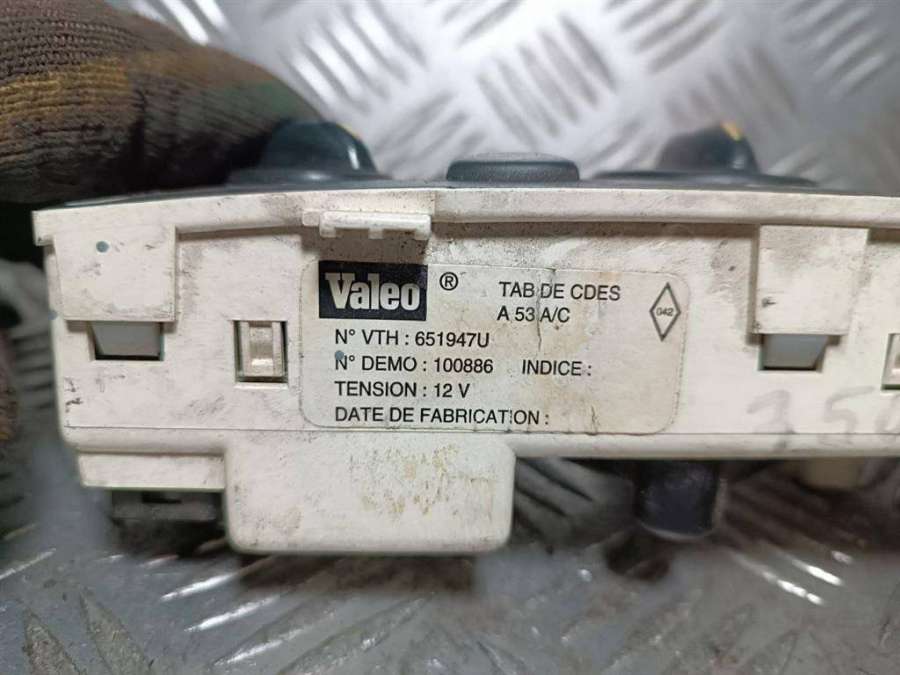 Valeo ®
TAB DE CDES
A 53 A/C
042
N° VTH : 651947U
N° DEMO : 100886 INDICE :
TENSION : 12 V
DATE DE FABRICATION :